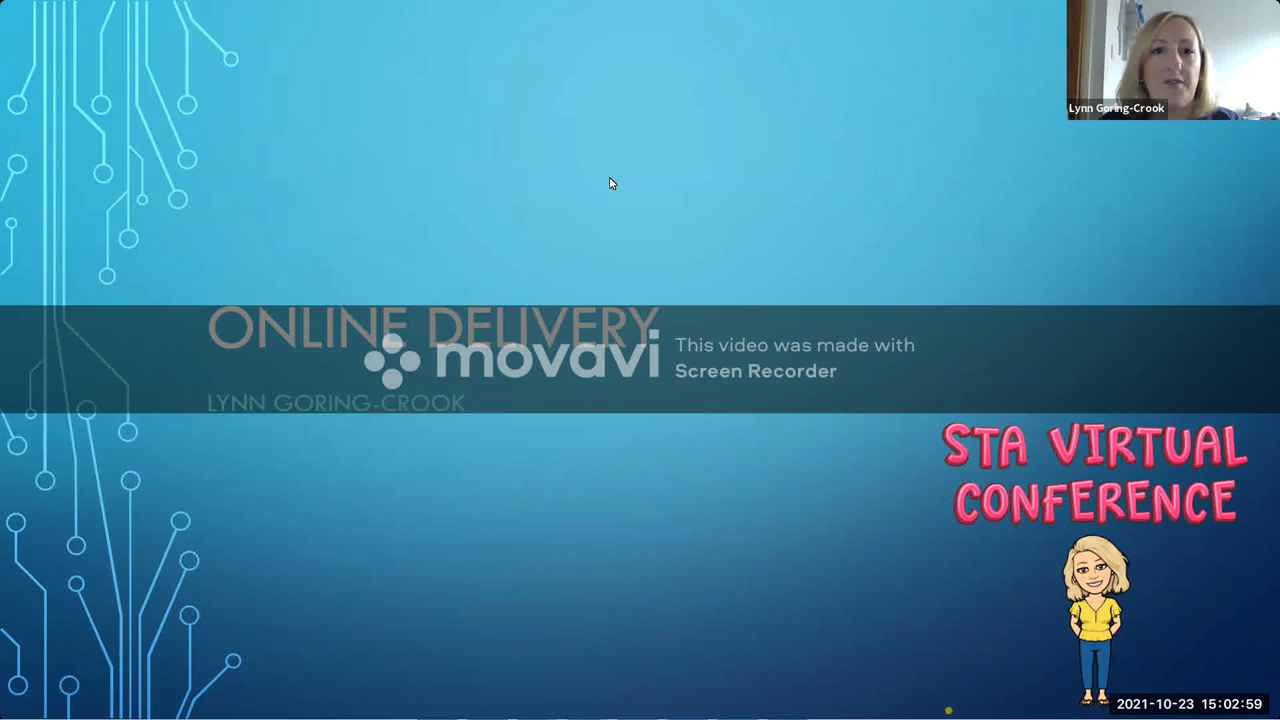 Lynn Goring-Crook
ONLINE DELIVERY
movavi
This video was made with
Screen Recorder
LYNN GORING-CROOK
STA VIRTUAL
CONFERENCE
2021-10-23 15:02:59